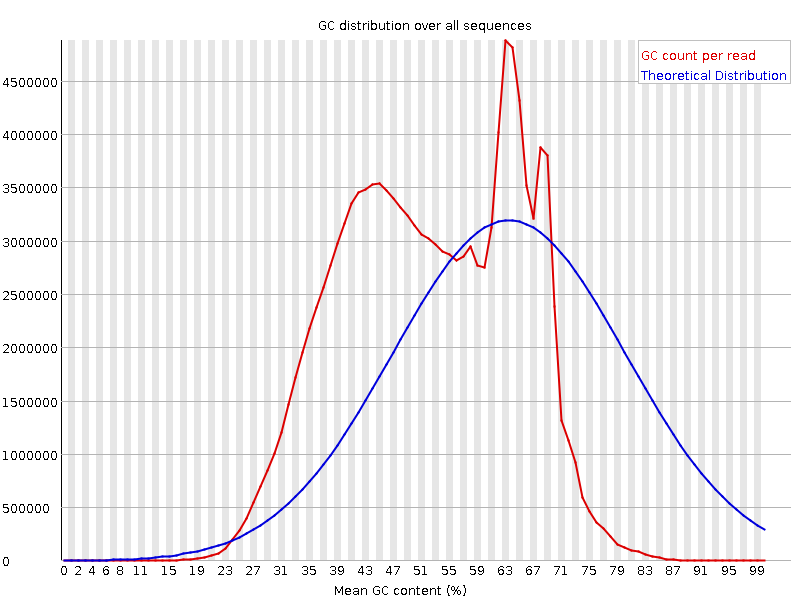 GC distribution over all sequences
GC count per read
Theoretical Distribution
4500000
4000000
3500000
3000000
2500000
2000000
1500000
1000000
500000
0
0 2 4 6 8 11 15 19 23 27 31 35 39 43 47 51 55 59 63 67 71 75 79 83 87 91 95 99
Mean GC content (%)